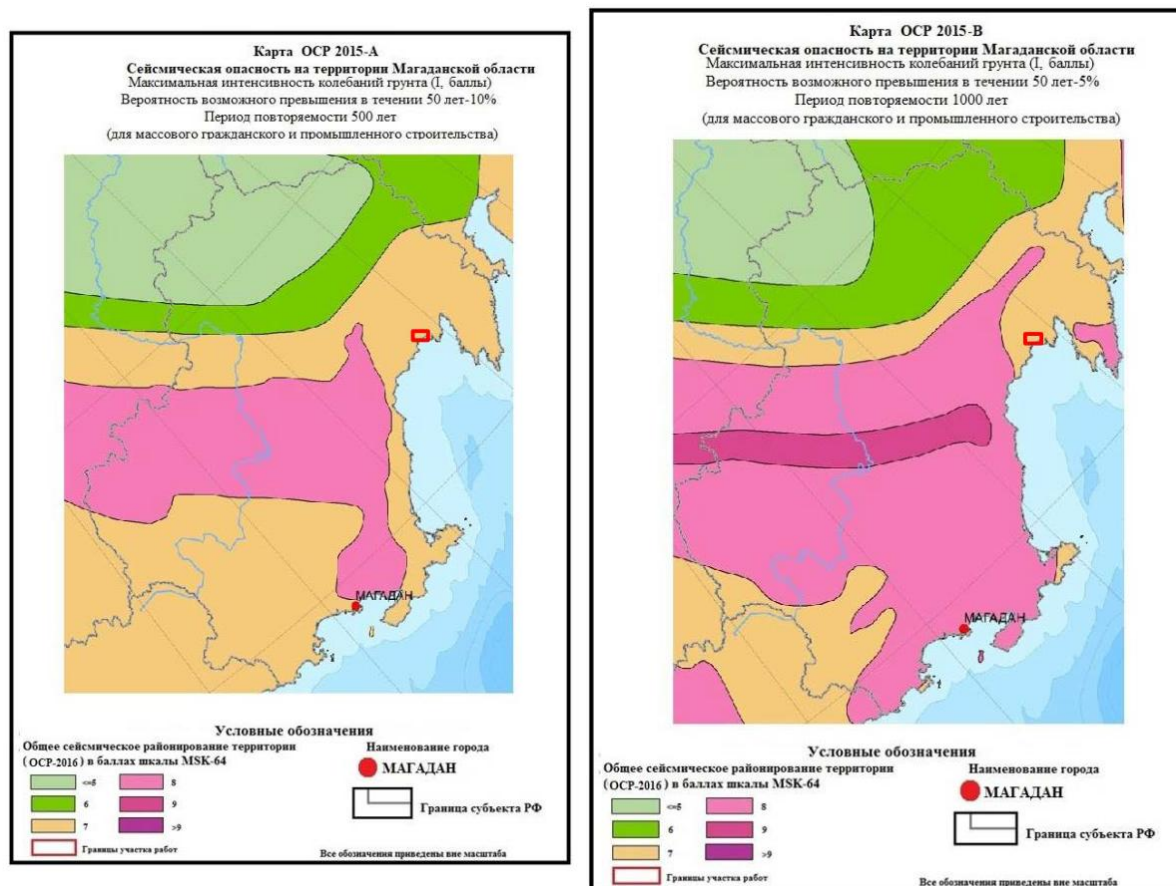 Карта ОСР 2015-А
Сейсмическая опасность на территории Магаданской области
Максимальная интенсивность колебаний грунта (I, баллы)
Вероятность возможного превышения в течении 50 лет-10%
Период повторяемости 500 лет
(для массового гражданского и промышленного строительства)
МАГАДАН
Условные обозначения
Общее сейсмическое районирование территории
(ОСР-2016) в баллах шкалы MSK-64
<=5
8
6
9
7
>9
Границы участка работ
Наименование города
МАГАДАН
Граница субъекта РФ
Все обозначения приведены вне масштаба
Карта ОСР 2015-В
Сейсмическая опасность на территории Магаданской области
Максимальная интенсивность колебаний грунта (I, баллы)
Вероятность возможного превышения в течении 50 лет-5%
Период повторяемости 1000 лет
(для массового гражданского и промышленного строительства)
МАГАДАН
Условные обозначения
Общее сейсмическое районирование территории
(ОСР-2016) в баллах шкалы MSK-64
<=5
8
6
9
7
>9
Границы участка работ
Наименование города
МАГАДАН
Граница субъекта РФ
Все обозначения приведены вне масштаба